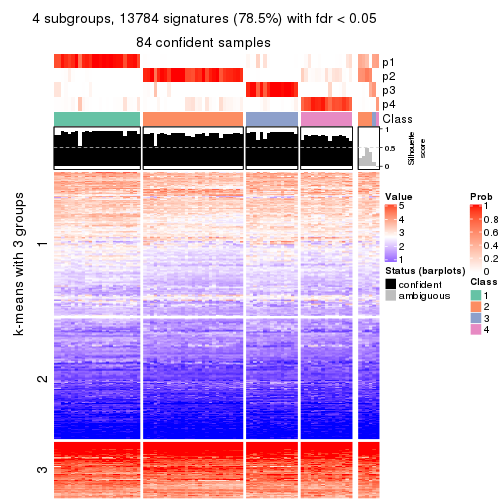 4 subgroups, 13784 signatures (78.5%) with fdr < 0.05
84 confident samples
p1
p2
p3
p4
Class
1
0.5
0
Silhouette
score
k-means with 3 groups
1
2
3
Value
5
4
3
2
1
Status (barplots)
confident
ambiguous
Prob
1
0.8
0.6
0.4
0.2
0
Class
1
2
3
4